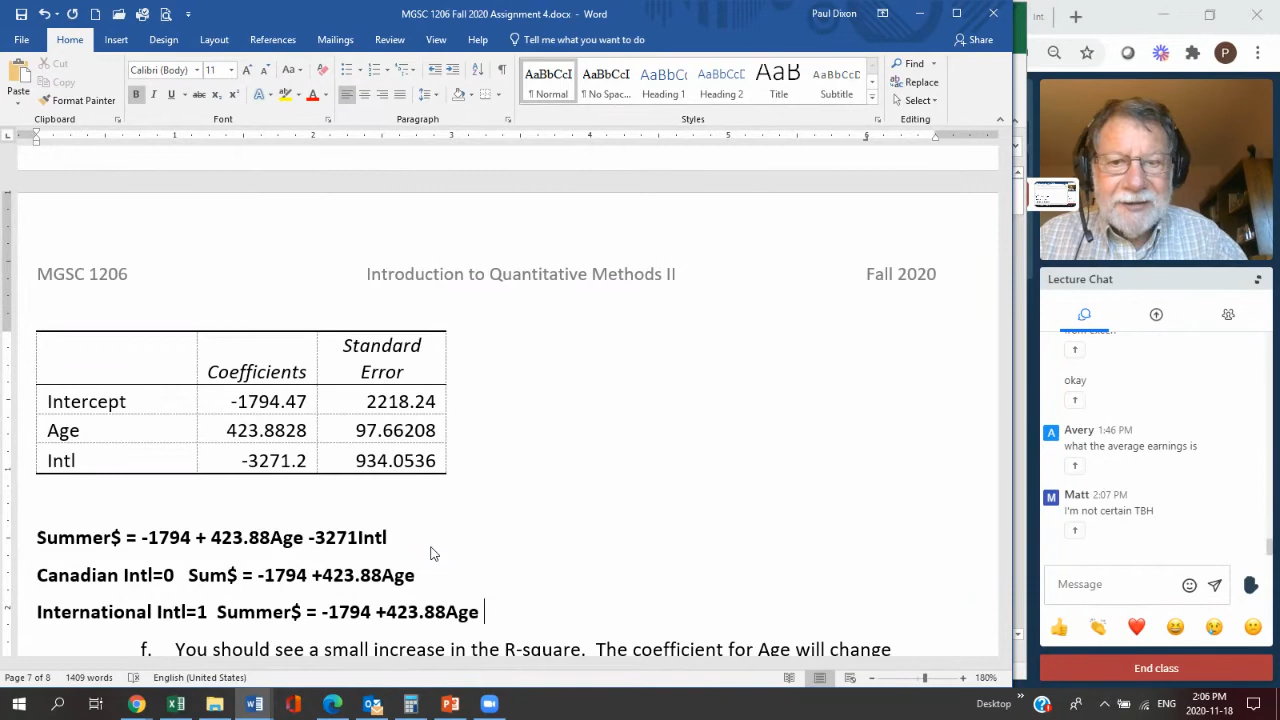 MGSC 1206 Fall 2020 Assignment 4.docx - Word
Paul Dixon
File Home Insert Draw Design Layout References Mailings Review View Help Tell me what you want to do
Share
Paste
Cut
Copy
Format Painter
Clipboard
Calibri (Body) 11
Font
Paragraph
AaBbCcI AaBbCcI AaBbCc AaBbCcD AaB AaBbCcD
¶ Normal ¶ No Spac... Heading 1 Heading 2 Title Subtitle
Styles
Find
Replace
Select
Editing
MGSC 1206 Introduction to Quantitative Methods II Fall 2020
Coefficients Standard Error
Intercept -1794.47 2218.24
Age 423.8828 97.66208
Intl -3271.2 934.0536
Summer$ = -1794 + 423.88Age -3271Intl
Canadian Intl=0 Sum$ = -1794 +423.88Age
International Intl=1 Summer$ = -1794 +423.88Age
f. You should see a small increase in the R-square. The coefficient for Age will change
Page 7 of 8 1409 words English (United States) 180%
Lecture Chat
okay
Avery 1:46 PM
what the average earnings is
Matt 2:07 PM
I'm not certain TBH
Message
End class
Desktop
ENG
2:06 PM
2020-11-18